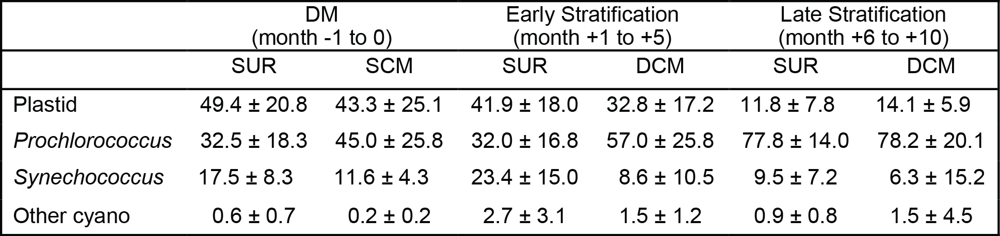 DM Early Stratification Late Stratification
(month -1 to 0) (month +1 to +5) (month +6 to +10)
SUR SCM SUR DCM SUR DCM
Plastid 49.4 ± 20.8 43.3 ± 25.1 41.9 ± 18.0 32.8 ± 17.2 11.8 ± 7.8 14.1 ± 5.9
Prochlorococcus 32.5 ± 18.3 45.0 ± 25.8 32.0 ± 16.8 57.0 ± 25.8 77.8 ± 14.0 78.2 ± 20.1
Synechococcus 17.5 ± 8.3 11.6 ± 4.3 23.4 ± 15.0 8.6 ± 10.5 9.5 ± 7.2 6.3 ± 15.2
Other cyano 0.6 ± 0.7 0.2 ± 0.2 2.7 ± 3.1 1.5 ± 1.2 0.9 ± 0.8 1.5 ± 4.5